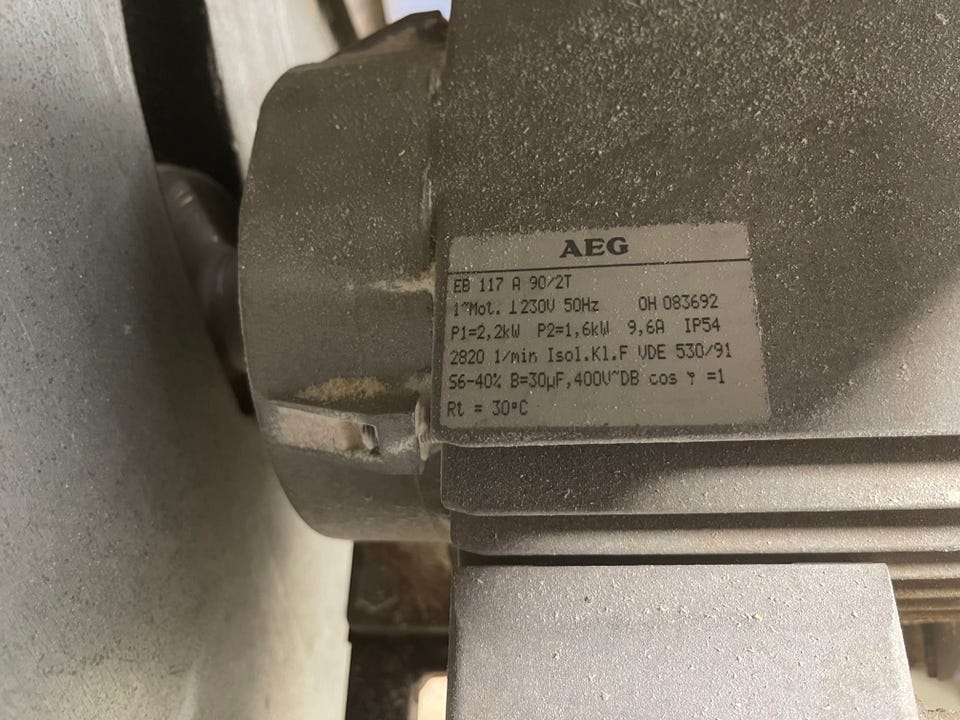 AEG
EB 117 A 90/2T
1~Mot. ⊥230V 50Hz OH 083692
P1=2,2kW P2=1,6kW 9,6A IP54
2820 1/min Isol.Kl.F VDE 530/91
S6-40% B=30µF,400V~DB cos φ =1
Rt = 30°C